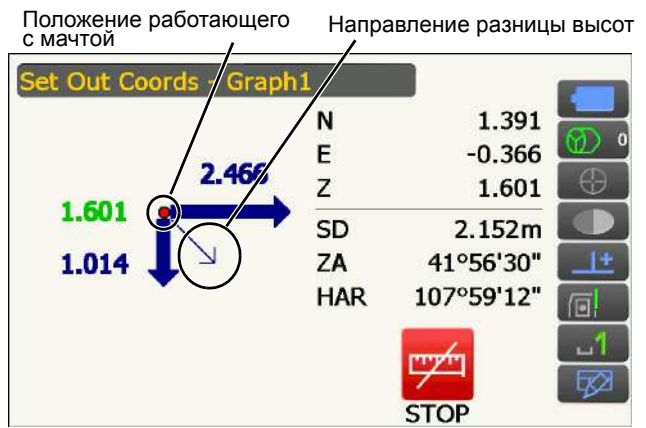 Положение работающего
с мачтой
Направление разницы высот
Set Out Coords - Graph1
N 1.391
E -0.366
Z 1.601
SD 2.152m
ZA 41°56'30"
HAR 107°59'12"
2.466
1.601
1.014
0
1
STOP